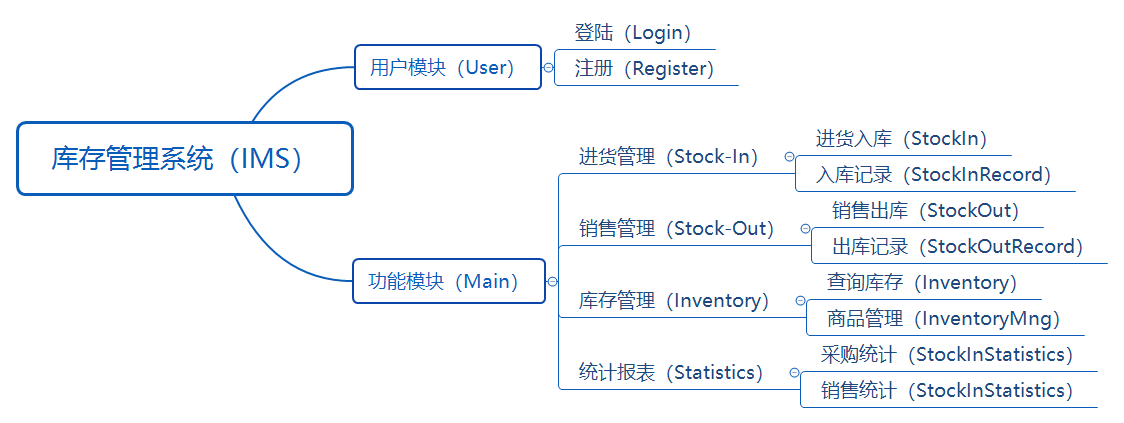 库存管理系统（IMS）
用户模块（User）
登陆（Login）
注册（Register）
功能模块（Main）
进货管理（Stock-In）
进货入库（StockIn）
入库记录（StockInRecord）
销售管理（Stock-Out）
销售出库（StockOut）
出库记录（StockOutRecord）
库存管理（Inventory）
查询库存（Inventory）
商品管理（InventoryMng）
统计报表（Statistics）
采购统计（StockInStatistics）
销售统计（StockInStatistics）